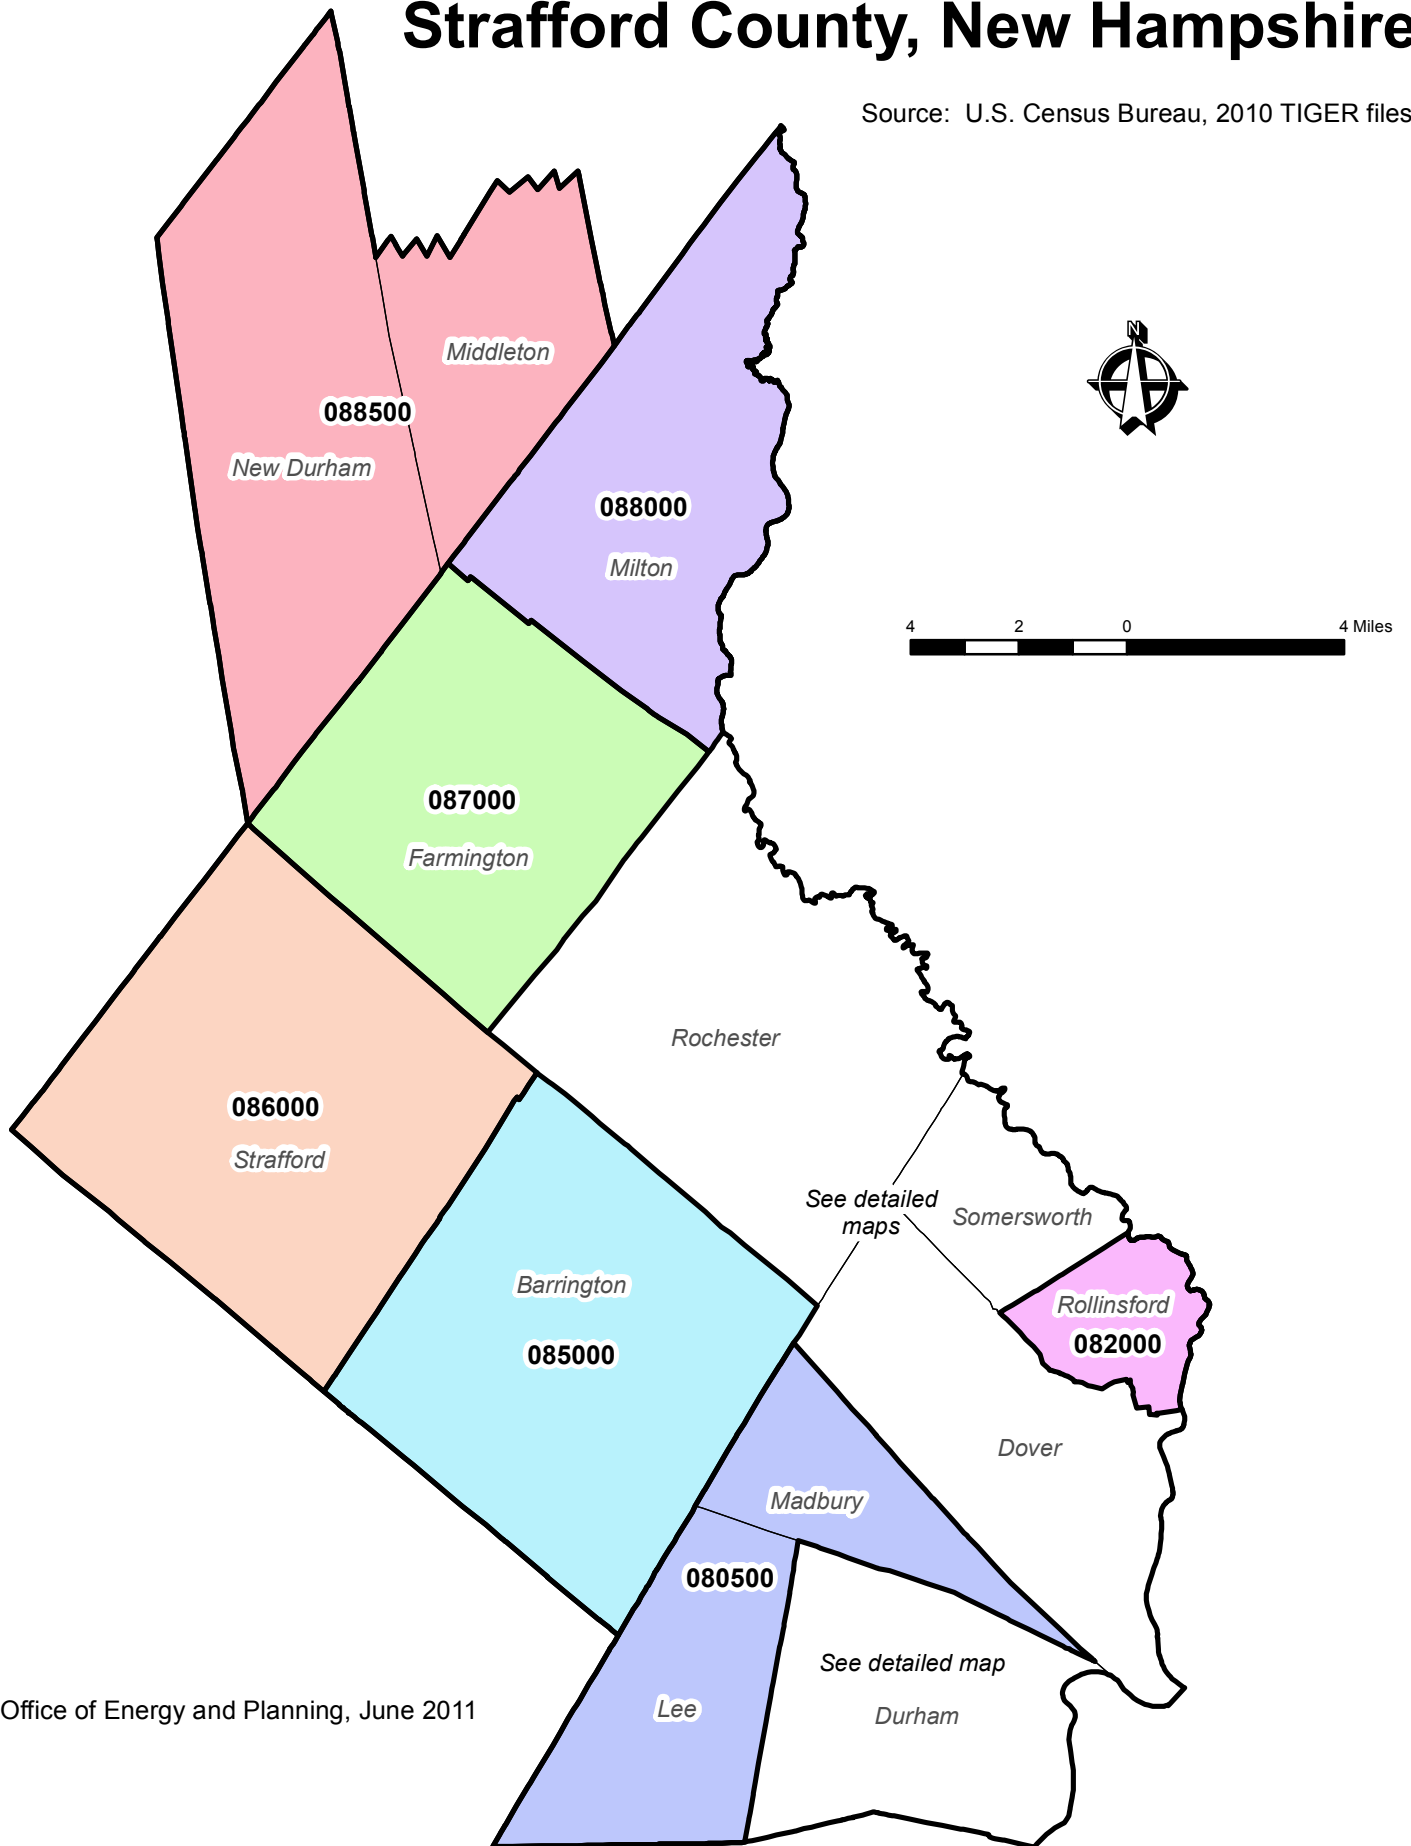 Strafford County, New Hampshire
Source: U.S. Census Bureau, 2010 TIGER files
N
Middleton
088500
New Durham
088000
Milton
4 2 0 4 Miles
087000
Farmington
Rochester
086000
Strafford
See detailed
maps
Somersworth
Barrington
085000
Rollinsford
082000
Dover
Madbury
080500
See detailed map
Lee
Durham
Office of Energy and Planning, June 2011